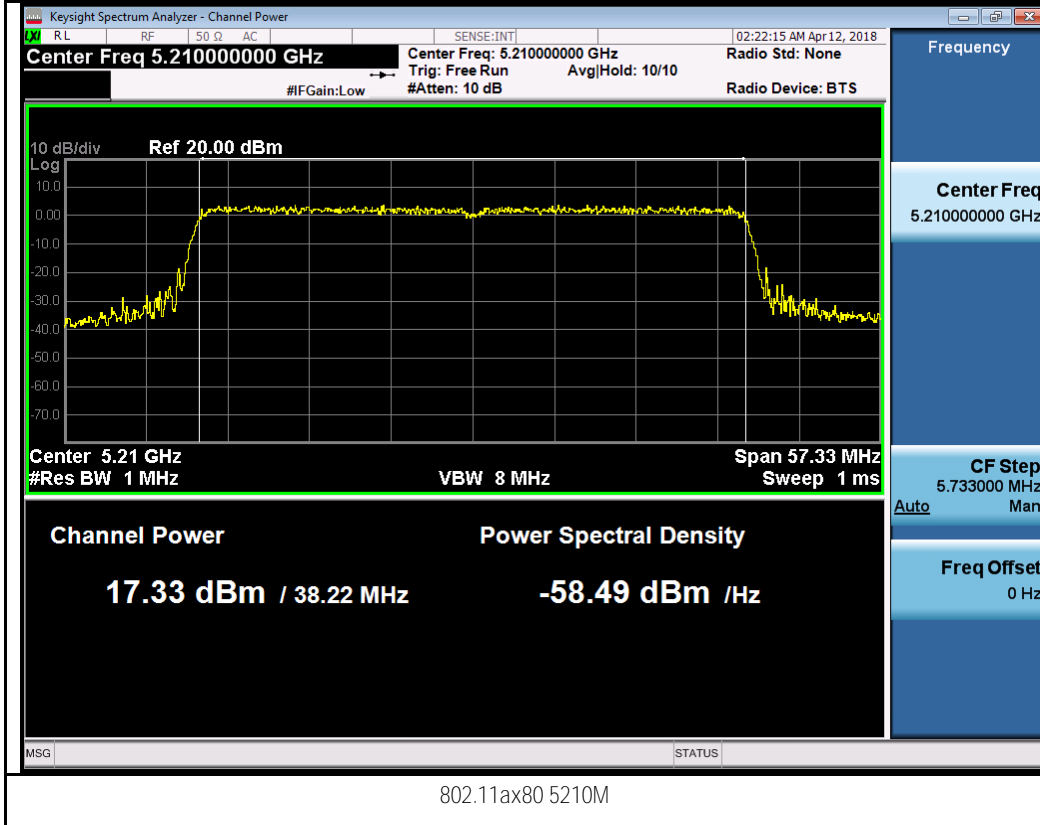 Keysight Spectrum Analyzer - Channel Power
LXI RL RF 50 Ω AC SENSE:INT 02:22:15 AM Apr 12, 2018
Center Freq 5.210000000 GHz
#IFGain:Low
Center Freq: 5.210000000 GHz
Trig: Free Run Avg|Hold: 10/10
#Atten: 10 dB
Radio Std: None
Radio Device: BTS
Frequency
10 dB/div Ref 20.00 dBm
Log
10.0
0.00
-10.0
-20.0
-30.0
-40.0
-50.0
-60.0
-70.0
Center 5.21 GHz Span 57.33 MHz
#Res BW 1 MHz VBW 8 MHz Sweep 1 ms
Center Freq
5.210000000 GHz
CF Step
5.733000 MHz
Auto Man
Freq Offset
0 Hz
Channel Power Power Spectral Density
17.33 dBm / 38.22 MHz -58.49 dBm /Hz
MSG STATUS
802.11ax80 5210M